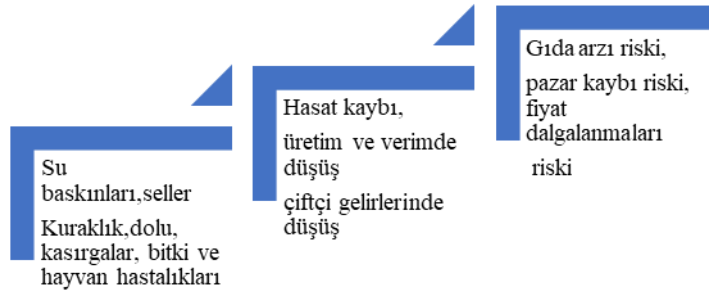 Su
baskınları,seller
Kuraklık,dolu,
kasırgalar, bitki ve
hayvan hastalıkları
Hasat kaybı,
üretim ve verimde
düşüş
çiftçi gelirlerinde
düşüş
Gıda arzı riski,
pazar kaybı riski,
fiyat
dalgalanmaları
riski